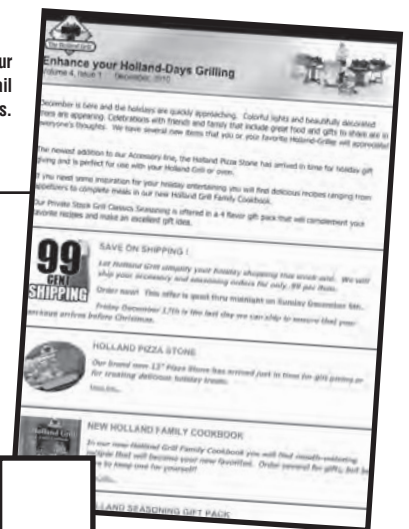 ur
ail
s.
The Holland Grill
Enhance your Holland-Days Grilling
Volume 4, Issue 1 December, 2010
December is here and the holidays are quickly approaching. Colorful lights and beautifully decorated
trees are appearing. Celebrations with friends and family that include great food and gifts to share are in
everyone's thoughts. We have several new items that you or your favorite Holland-Griller will appreciate!
The newest addition to our Accessory line, the Holland Pizza Stone has arrived in time for holiday gift
giving and is perfect for use with your Holland Grill or oven.
If you need some inspiration for your holiday entertaining you will find delicious recipes ranging from
appetizers to complete meals in our new Holland Grill Family Cookbook.
Our Private Stock Grill Classics Seasoning is offered in a 4 flavor gift pack that will complement your
favorite recipes and make an excellent gift idea.
99
CENT
SHIPPING
SAVE ON SHIPPING !
Let Holland Grill simplify your holiday shopping this week and. We will
ship your accessory and seasoning orders for only .99 per item.
Order now! This offer is good thru midnight on Sunday December
Friday December 17th is the last day we can ship to ensure that your
packages arrive before Christmas.
HOLLAND PIZZA STONE
Our brand new 13" Pizza Stone has arrived just in time for gift giving or
for creating delicious holiday treats.
Holland Grill
NEW HOLLAND FAMILY COOKBOOK
In our new Holland Grill Family Cookbook you will find mouth-watering
recipes that will become your new favorites. Order several for gifts, but be
sure to keep one for yourself!
HOLLAND SEASONING GIFT PACK